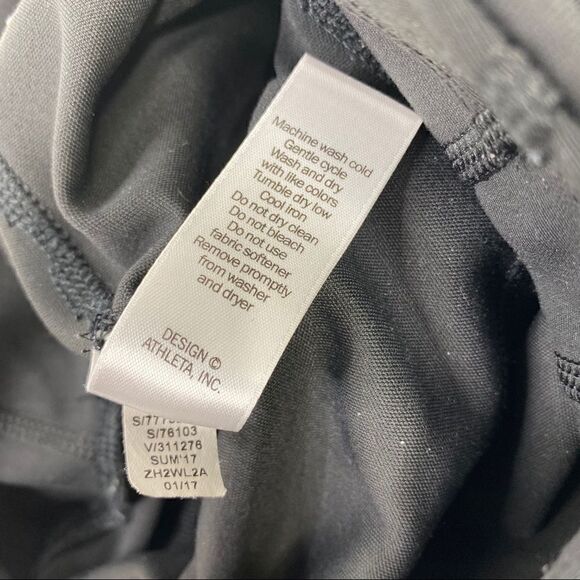 Machine wash cold
Gentle cycle
Wash and dry
with like colors
Tumble dry low
Cool iron
Do not dry clean
Do not bleach
Do not use
fabric softener
Remove promptly
from washer
and dryer
DESIGN ©
ATHLETA, INC.
S/76103
V/311276
SUM'17
ZH2WL2A
01/17